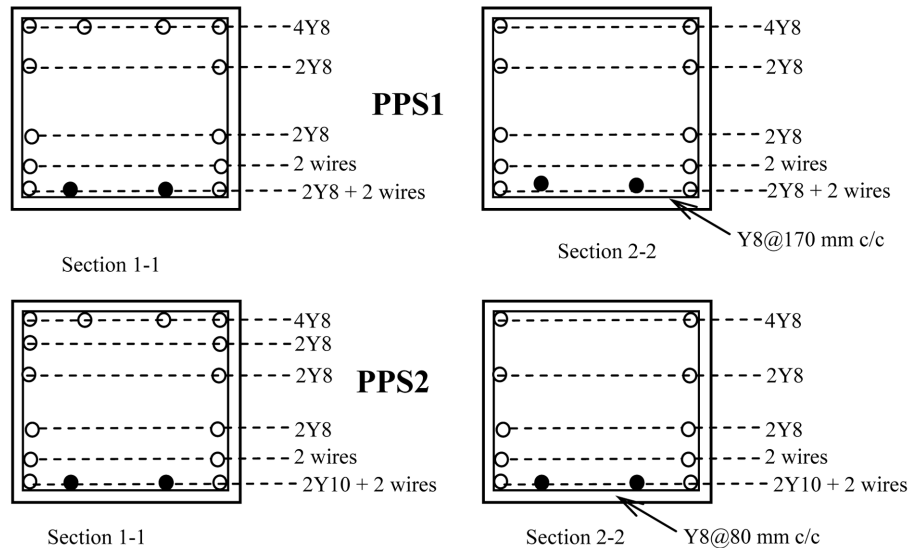 4Y8
2Y8
2Y8
2 wires
2Y8 + 2 wires
Section 1-1
PPS1
4Y8
2Y8
2Y8
2 wires
2Y8 + 2 wires
Y8@170 mm c/c
Section 2-2
4Y8
2Y8
2Y8
2Y8
2 wires
2Y10 + 2 wires
Section 1-1
PPS2
4Y8
2Y8
2Y8
2 wires
2Y10 + 2 wires
Section 2-2
Y8@80 mm c/c